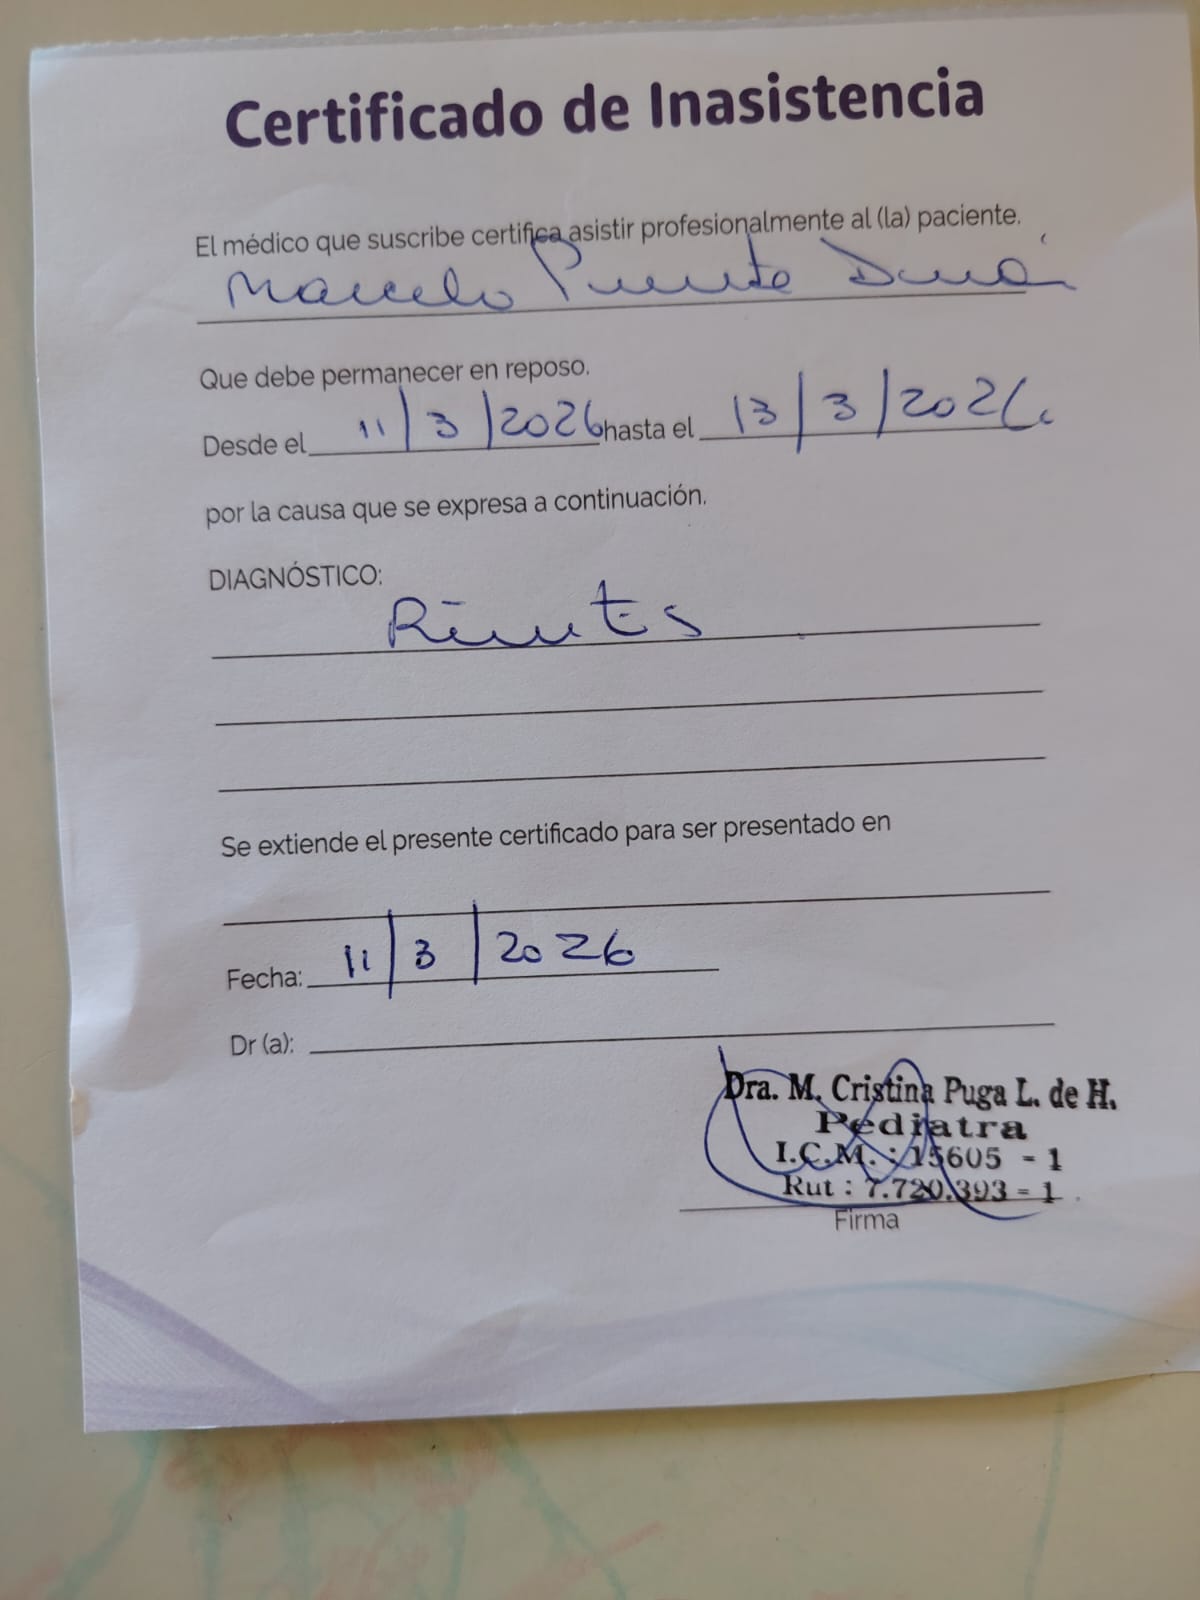 Certificado de Inasistencia
El médico que suscribe certifica asistir profesionalmente al (la) paciente.
Marcelo Puente Durá
Que debe permanecer en reposo.
Desde el 11/3/2026 hasta el 13/3/2026.
por la causa que se expresa a continuación.
DIAGNÓSTICO:
Rinitis
Se extiende el presente certificado para ser presentado en
Fecha: 11/3/2026
Dr (a):
Dra. M. Cristina Puga L. de H.
Pediatra
I.C.M. : 15605 - 1
Rut : 7.720.393 - 1
Firma